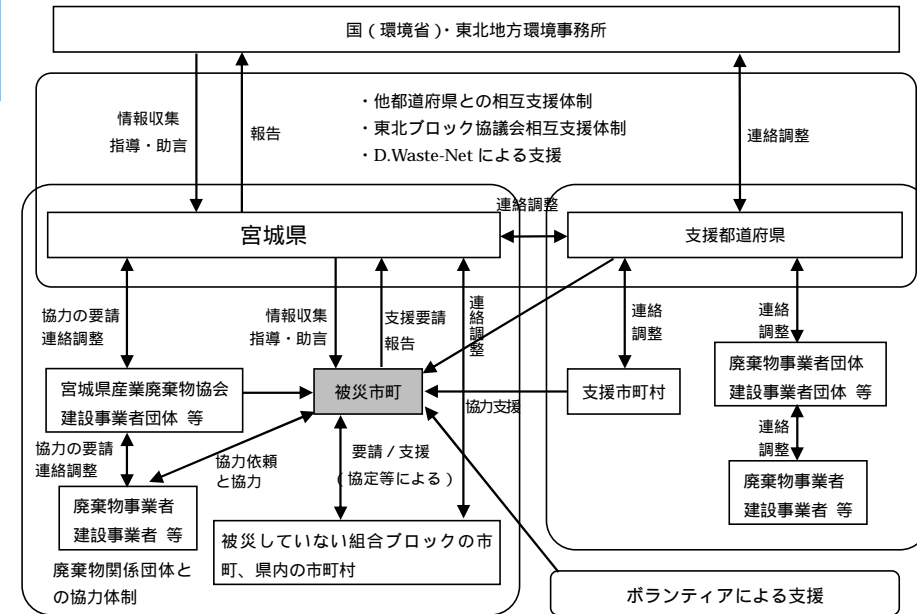 国（環境省）・東北地方環境事務所
・他都道府県との相互支援体制
・東北ブロック協議会相互支援体制
・D.Waste-Net による支援
情報収集
指導・助言
報告
連絡調整
連絡調整
宮城県
支援都道府県
協力の要請
連絡調整
情報収集
指導・助言
支援要請
報告
連絡調整
連絡
調整
連絡
調整
宮城県産業廃棄物協会
建設事業者団体 等
被災市町
協力支援
支援市町村
廃棄物事業者団体
建設事業者団体 等
協力の要請
連絡調整
協力依頼
と協力
要請／支援
（協定等による）
連絡
調整
廃棄物事業者
建設事業者 等
被災していない組合ブロックの市
町、県内の市町村
廃棄物事業者
建設事業者 等
廃棄物関係団体と
の協力体制
ボランティアによる支援